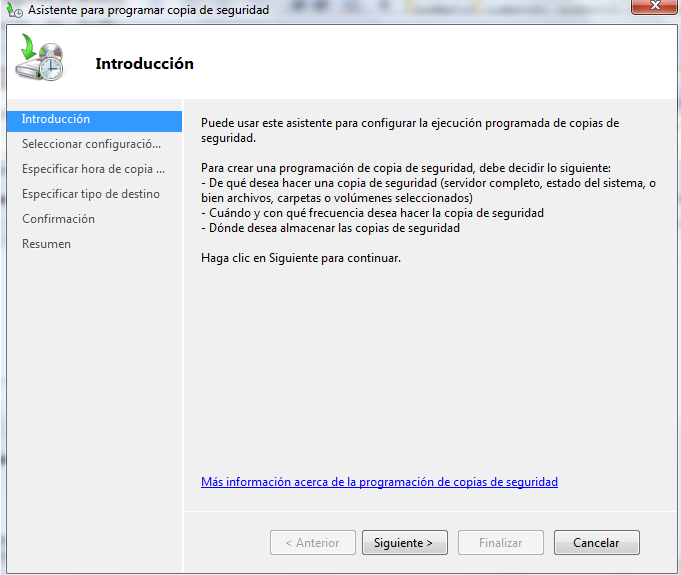 Asistente para programar copia de seguridad
Introducción
Introducción
Seleccionar configuració...
Especificar hora de copia ...
Especificar tipo de destino
Confirmación
Resumen
Puede usar este asistente para configurar la ejecución programada de copias de
seguridad.
Para crear una programación de copia de seguridad, debe decidir lo siguiente:
- De qué desea hacer una copia de seguridad (servidor completo, estado del sistema, o
bien archivos, carpetas o volúmenes seleccionados)
- Cuándo y con qué frecuencia desea hacer la copia de seguridad
- Dónde desea almacenar las copias de seguridad
Haga clic en Siguiente para continuar.
Más información acerca de la programación de copias de seguridad
< Anterior
Siguiente >
Finalizar
Cancelar